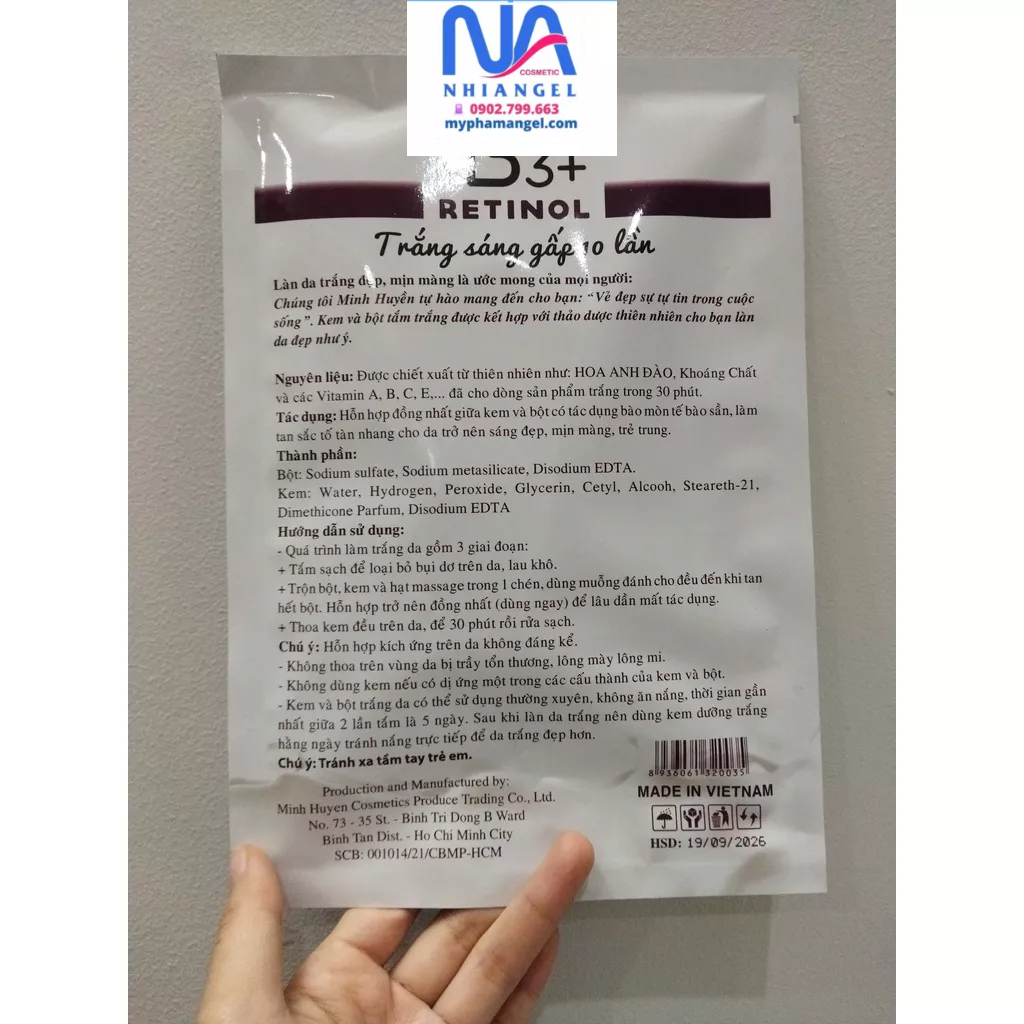 NA
COSMETIC
NHIANGEL
0902.799.663
myphamangel.com
B3+
RETINOL
Trắng sáng gấp 10 lần
Làn da trắng đẹp, mịn màng là ước mong của mọi người:
Chúng tôi Minh Huyền tự hào mang đến cho bạn: "Vẻ đẹp sự tự tin trong cuộc
sống". Kem và bột tắm trắng được kết hợp với thảo dược thiên nhiên cho bạn làn
da đẹp như ý.
Nguyên liệu: Được chiết xuất từ thiên nhiên như: HOA ANH ĐÀO, Khoáng Chất
và các Vitamin A, B, C, E,... đã cho dòng sản phẩm trắng trong 30 phút.
Tác dụng: Hỗn hợp đồng nhất giữa kem và bột có tác dụng bào mòn tế bào sần, làm
tan sắc tố tàn nhang cho da trở nên sáng đẹp, mịn màng, trẻ trung.
Thành phần:
Bột: Sodium sulfate, Sodium metasilicate, Disodium EDTA.
Kem: Water, Hydrogen, Peroxide, Glycerin, Cetyl, Alcooh, Steareth-21,
Dimethicone Parfum, Disodium EDTA
Hướng dẫn sử dụng:
- Quá trình làm trắng da gồm 3 giai đoạn:
+ Tắm sạch để loại bỏ bụi dơ trên da, lau khô.
+ Trộn bột, kem và hạt massage trong 1 chén, dùng muỗng đánh cho đều đến khi tan
hết bột. Hỗn hợp trở nên đồng nhất (dùng ngay) để lâu dần mất tác dụng.
+ Thoa kem đều trên da, để 30 phút rồi rửa sạch.
Chú ý: Hỗn hợp kích ứng trên da không đáng kể.
- Không thoa trên vùng da bị trầy tổn thương, lông mày lông mi.
- Không dùng kem nếu có dị ứng một trong các cấu thành của kem và bột.
- Kem và bột trắng da có thể sử dụng thường xuyên, không ăn nắng, thời gian gần
nhất giữa 2 lần tắm là 5 ngày. Sau khi làn da trắng nên dùng kem dưỡng trắng
hằng ngày tránh nắng trực tiếp để da trắng đẹp hơn.
Chú ý: Tránh xa tầm tay trẻ em.
Production and Manufactured by:
Minh Huyen Cosmetics Produce Trading Co., Ltd.
No. 73 - 35 St. - Binh Tri Dong B Ward
Binh Tan Dist. - Ho Chi Minh City
SCB: 001014/21/CBMP-HCM
8 936061 320035
MADE IN VIETNAM
HSD: 19/09/2026